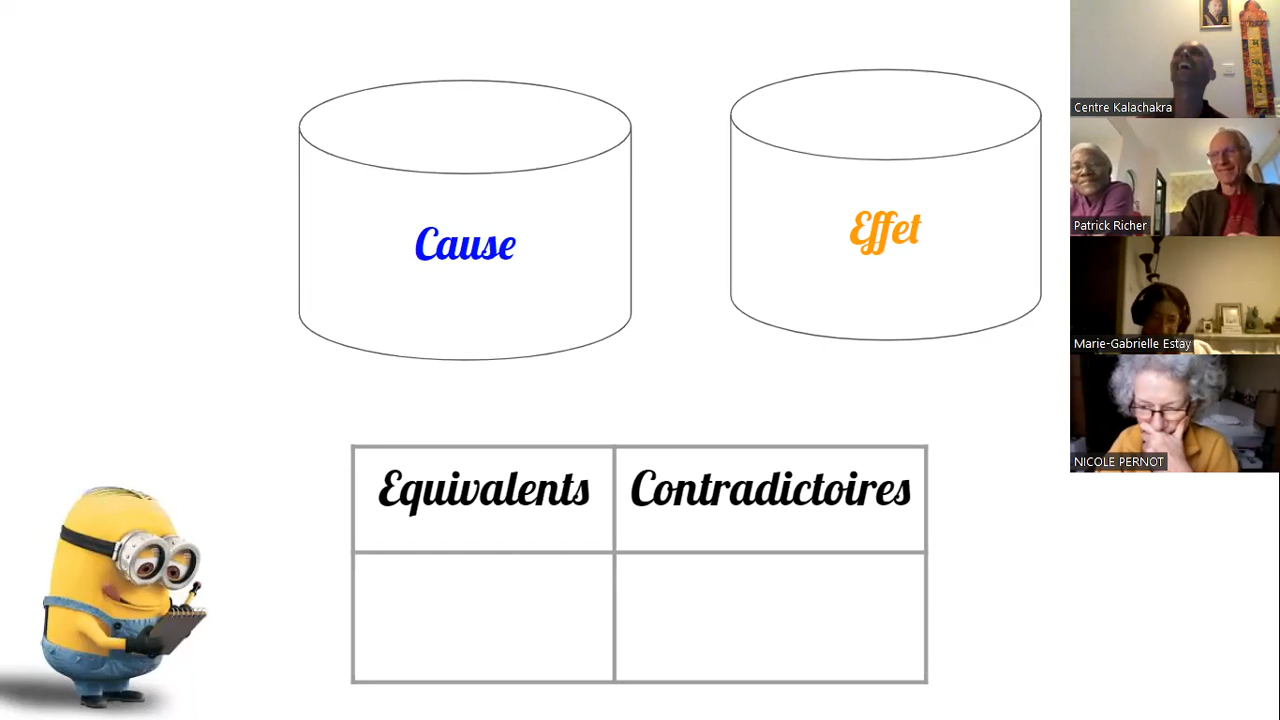 Cause
Effet
Equivalents
Contradictoires
Centre Kalachakra
Patrick Richer
Marie-Gabrielle Estay
NICOLE PERNOT